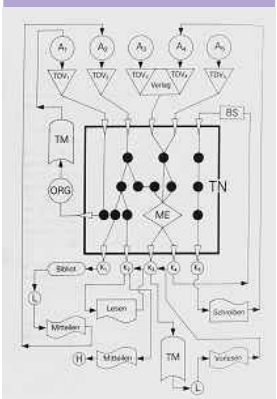 A₁ A₂ A₃ A₄ A₅
TDV₁ TDV₂ TDV₃ TDV₄ TDV₅
Verlag
BS
TM
TN
ORG
ME
K₁ K₂ K₃ K₄ K₅
Bibliot
L
Lesen
Schreiben
Mitteilen
H Mitteilen TM Vorlesen
L